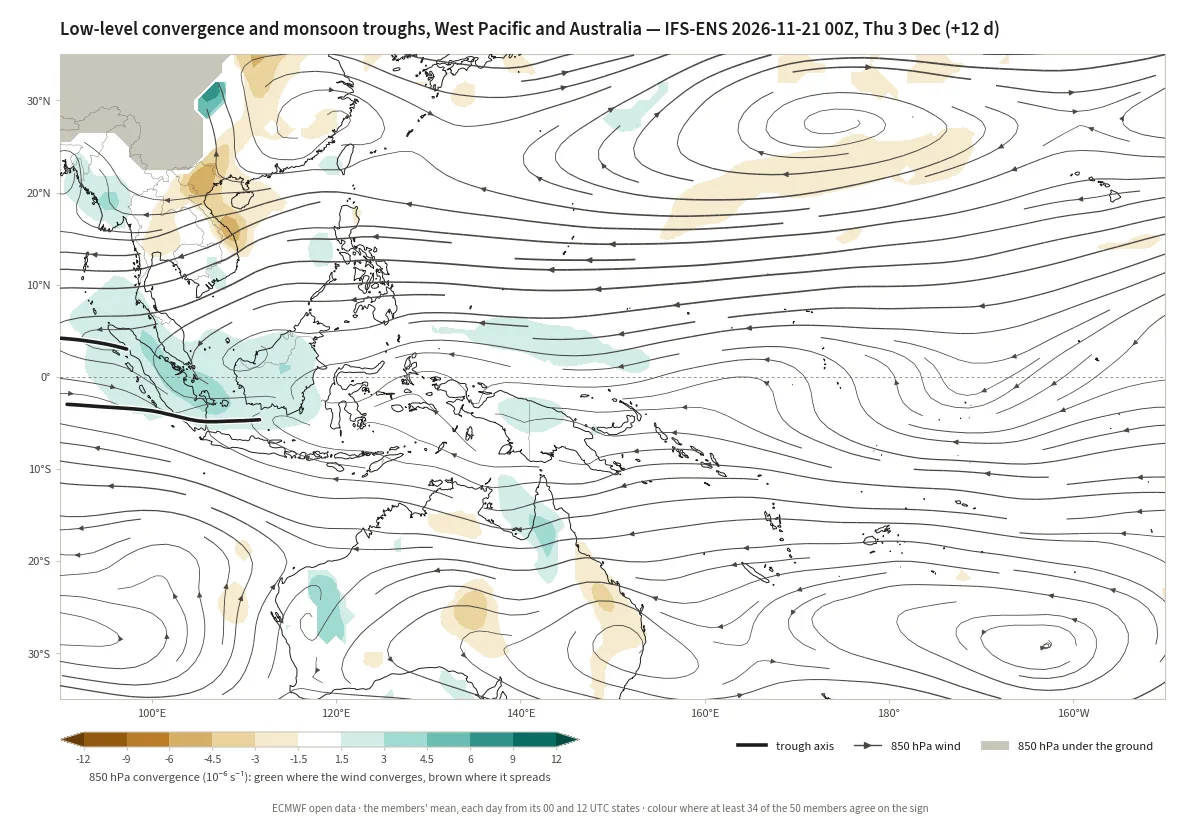 Low-level convergence and monsoon troughs, West Pacific and Australia — IFS-ENS 2026-11-21 00Z, Thu 3 Dec (+12 d)
30°N
20°N
10°N
0°
10°S
20°S
30°S
100°E
120°E
140°E
160°E
180°
160°W
-12
-9
-6
-4.5
-3
-1.5
1.5
3
4.5
6
9
12
850 hPa convergence (10⁻⁶ s⁻¹): green where the wind converges, brown where it spreads
trough axis
850 hPa wind
850 hPa under the ground
ECMWF open data · the members' mean, each day from its 00 and 12 UTC states · colour where at least 34 of the 50 members agree on the sign